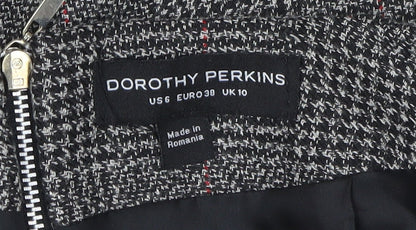 DOROTHY PERKINS
US6 EURO38 UK10
Made in
Romania